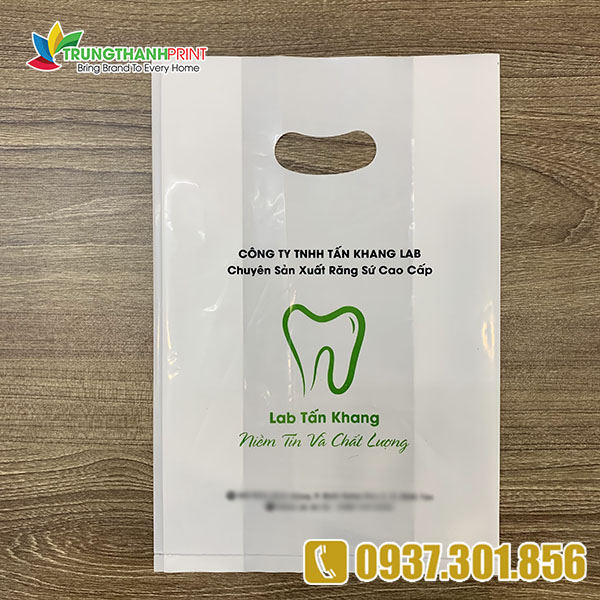 TRUNGTHANHPRINT
Bring Brand To Every Home
CÔNG TY TNHH TẤN KHANG LAB
Chuyên Sản Xuất Răng Sứ Cao Cấp
Lab Tấn Khang
Niềm Tin Và Chất Lượng
0937.301.856